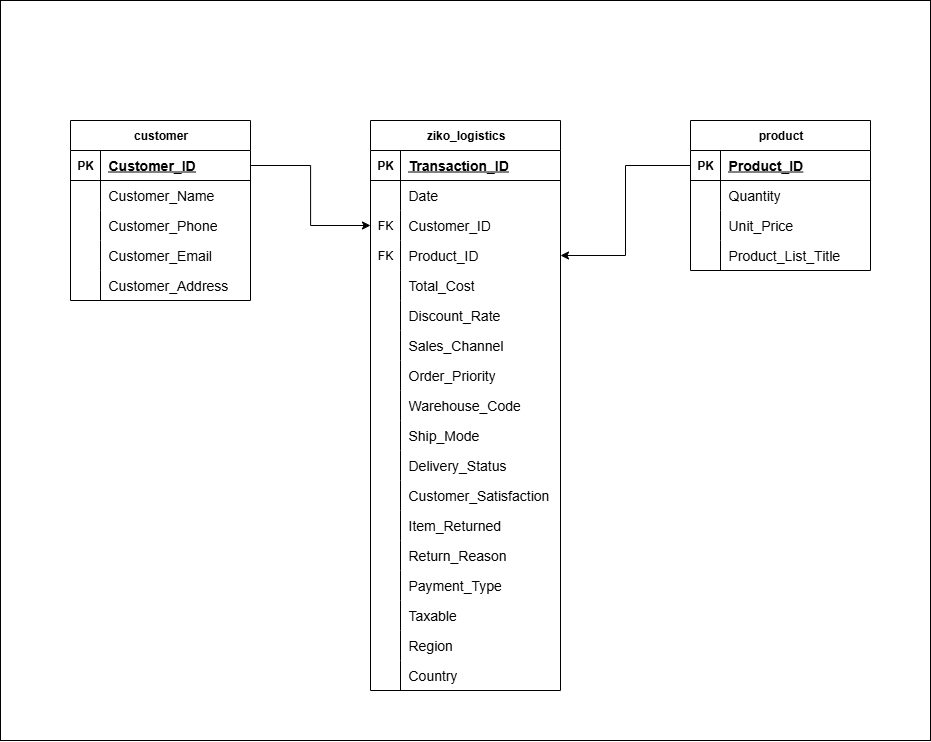 customer
PK Customer_ID
Customer_Name
Customer_Phone
Customer_Email
Customer_Address
ziko_logistics
PK Transaction_ID
Date
FK Customer_ID
FK Product_ID
Total_Cost
Discount_Rate
Sales_Channel
Order_Priority
Warehouse_Code
Ship_Mode
Delivery_Status
Customer_Satisfaction
Item_Returned
Return_Reason
Payment_Type
Taxable
Region
Country
product
PK Product_ID
Quantity
Unit_Price
Product_List_Title